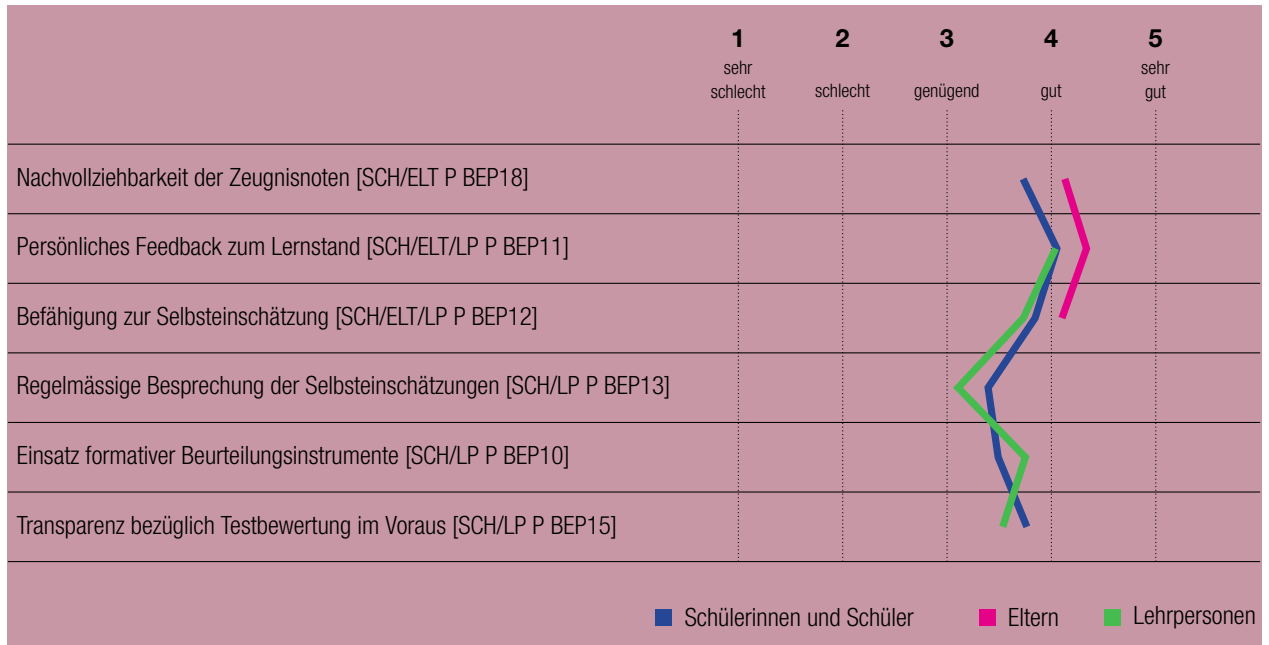 1 2 3 4 5
sehr schlecht schlecht genügend gut sehr gut
Nachvollziehbarkeit der Zeugnisnoten [SCH/ELT P BEP18]
Persönliches Feedback zum Lernstand [SCH/ELT/LP P BEP11]
Befähigung zur Selbsteinschätzung [SCH/ELT/LP P BEP12]
Regelmässige Besprechung der Selbsteinschätzungen [SCH/LP P BEP13]
Einsatz formativer Beurteilungsinstrumente [SCH/LP P BEP10]
Transparenz bezüglich Testbewertung im Voraus [SCH/LP P BEP15]
Schülerinnen und Schüler Eltern Lehrpersonen